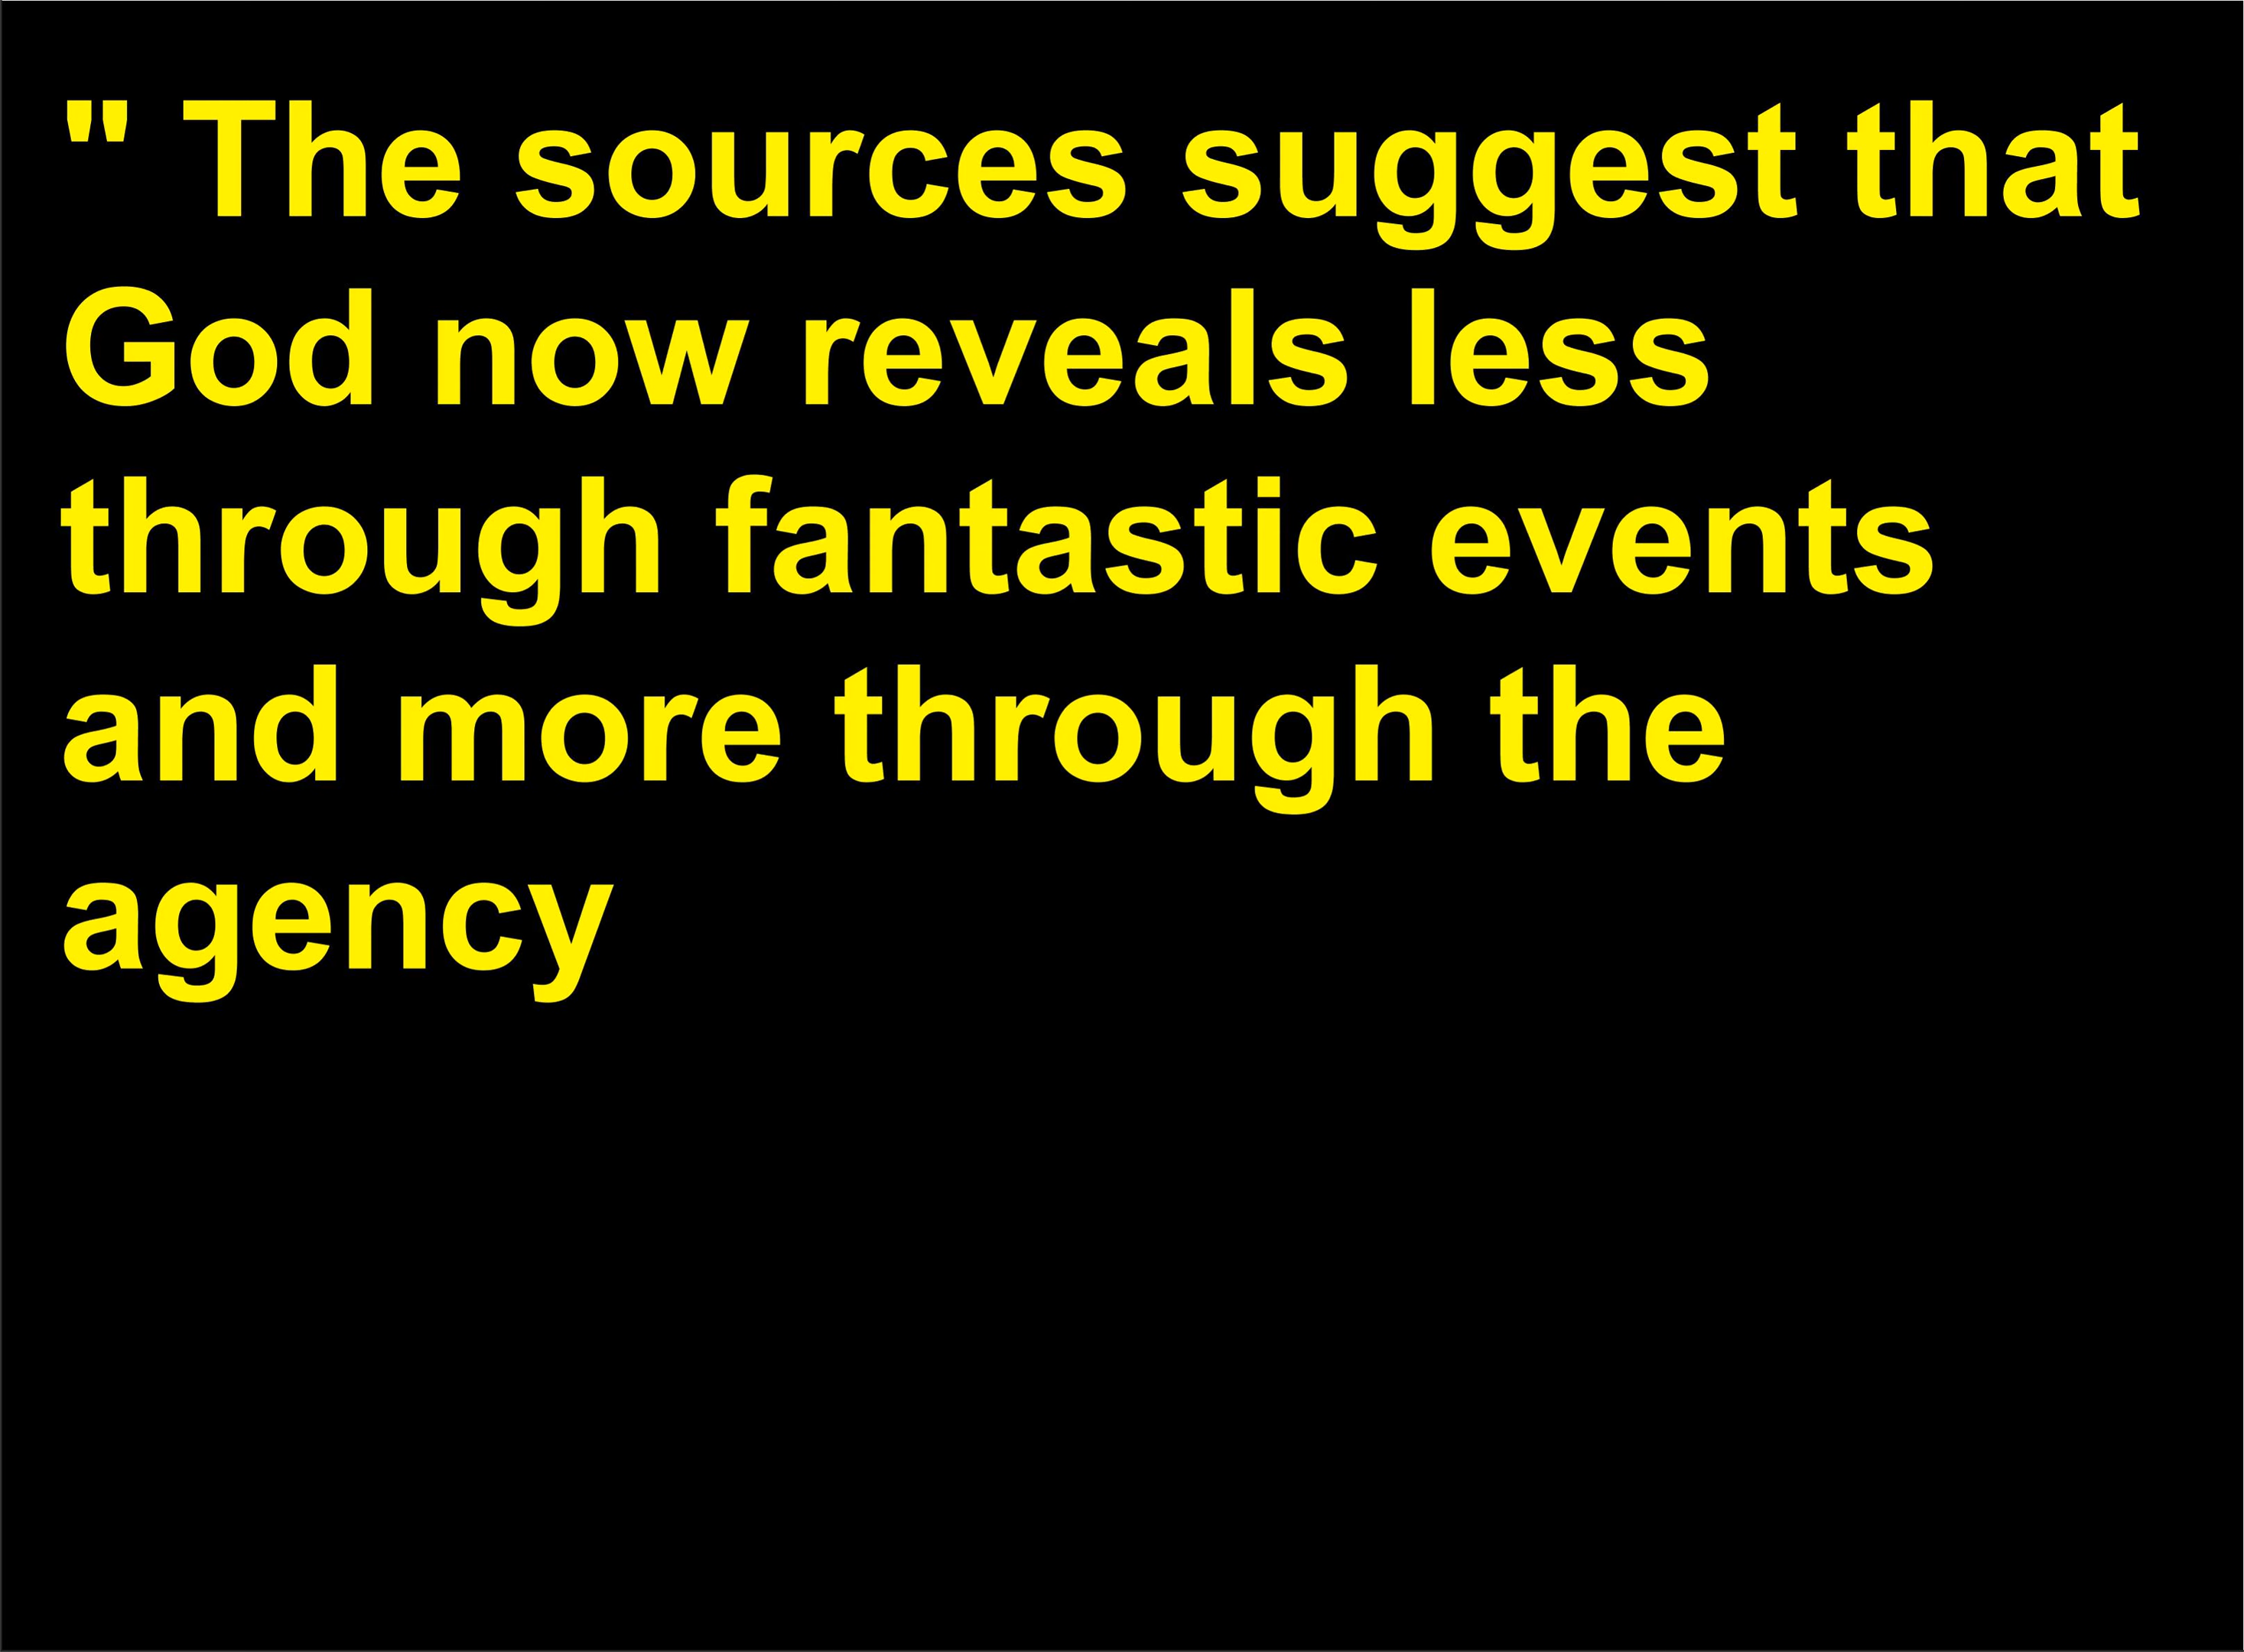 " The sources suggest that
God now reveals less
through fantastic events
and more through the
agency